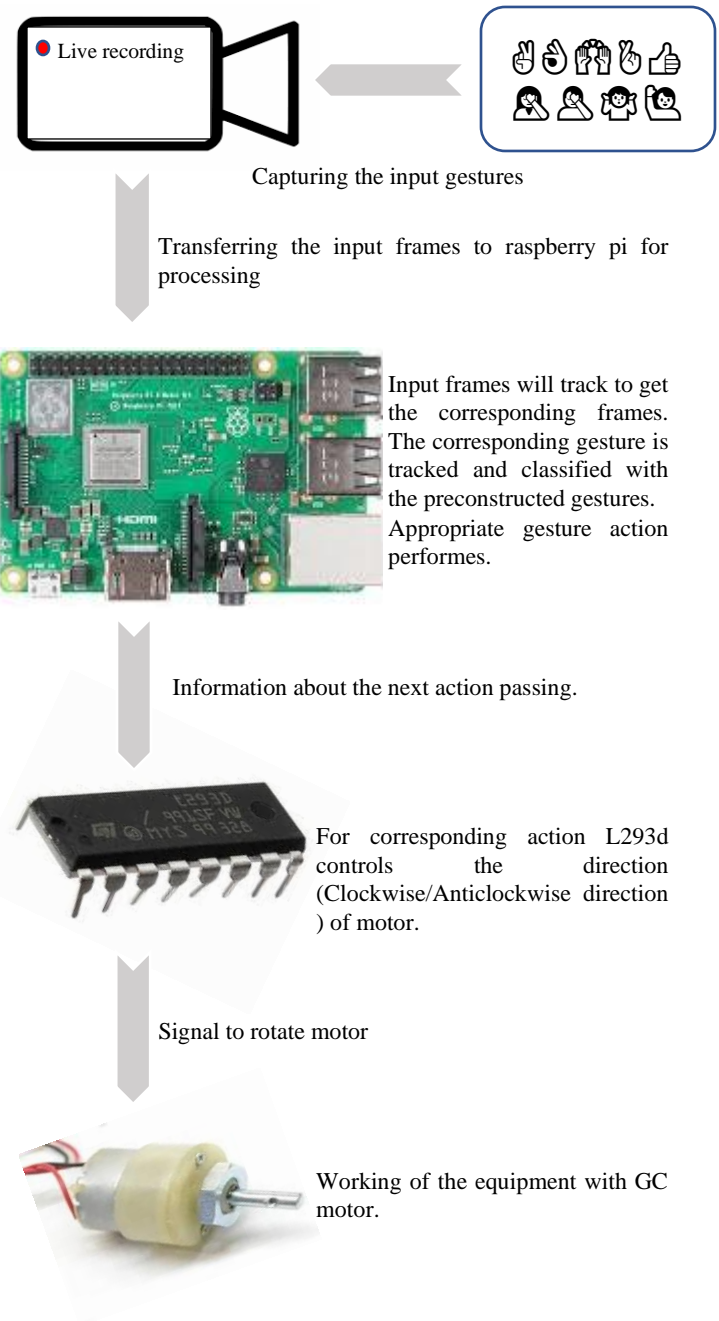 Live recording
Capturing the input gestures
Transferring the input frames to raspberry pi for
processing
HDMI
Input frames will track to get
the corresponding frames.
The corresponding gesture is
tracked and classified with
the preconstructed gestures.
Appropriate gesture action
performes.
Information about the next action passing.
For corresponding action L293d
controls the direction
(Clockwise/Anticlockwise direction
) of motor.
Signal to rotate motor
Working of the equipment with GC
motor.